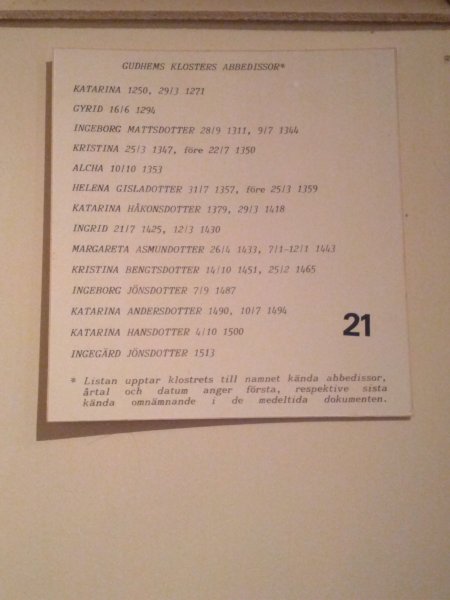 GUDHEMS KLOSTERS ABBEDISSOR*
KATARINA 1250, 29/3 1271
GYRID 16/6 1294
INGEBORG MATTSDOTTER 28/9 1311, 9/7 1344
KRISTINA 25/3 1347, före 22/7 1350
ALCHA 10/10 1353
HELENA GISLADOTTER 31/7 1357, före 25/3 1359
KATARINA HÅKONSDOTTER 1379, 29/3 1418
INGRID 21/7 1425, 12/3 1430
MARGARETA ASMUNDOTTER 26/4 1433, 7/1-12/1 1443
KRISTINA BENGTSDOTTER 14/10 1451, 25/2 1465
INGEBORG JÖNSDOTTER 7/9 1487
KATARINA ANDERSDOTTER 1490, 10/7 1494
KATARINA HANSDOTTER 4/10 1500
21
INGEGÄRD JÖNSDOTTER 1513
* Listan upptar klostrets till namnet kända abbedissor,
årtal och datum anger första, respektive sista
kända omnämnande i de medeltida dokumenten.